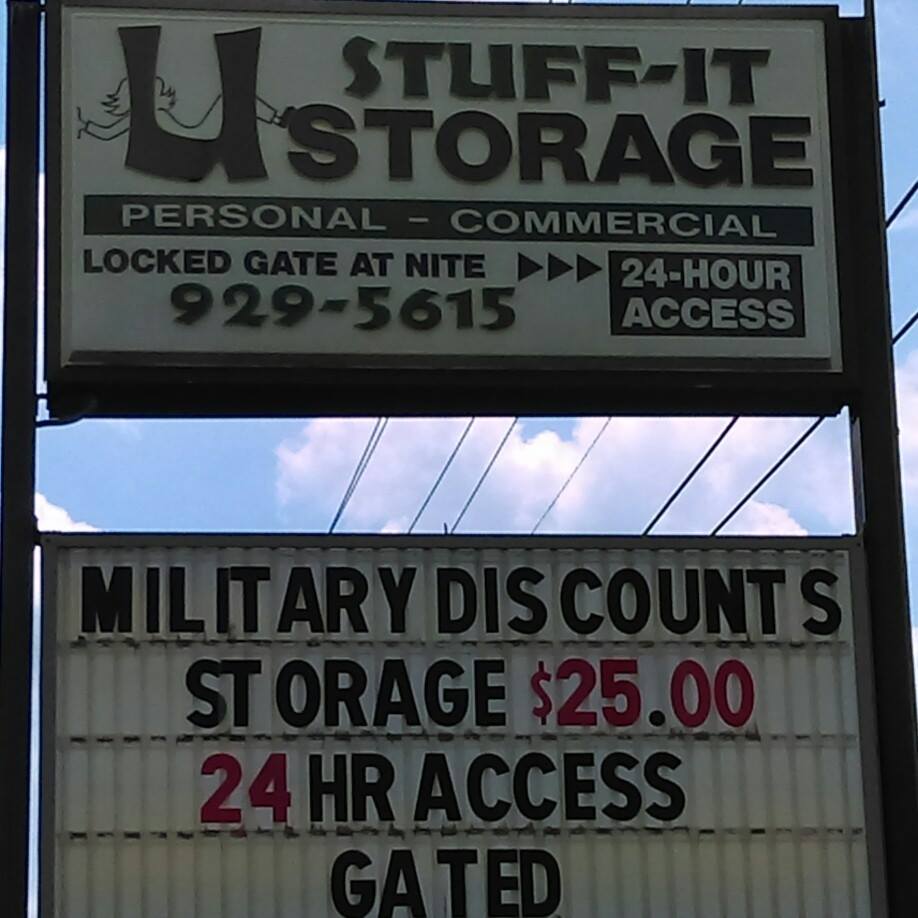 U STUFF-IT
STORAGE
PERSONAL - COMMERCIAL
LOCKED GATE AT NITE
24-HOUR
ACCESS
929-5615
MILITARY DISCOUNTS
STORAGE $25.00
24 HR ACCESS
GATED